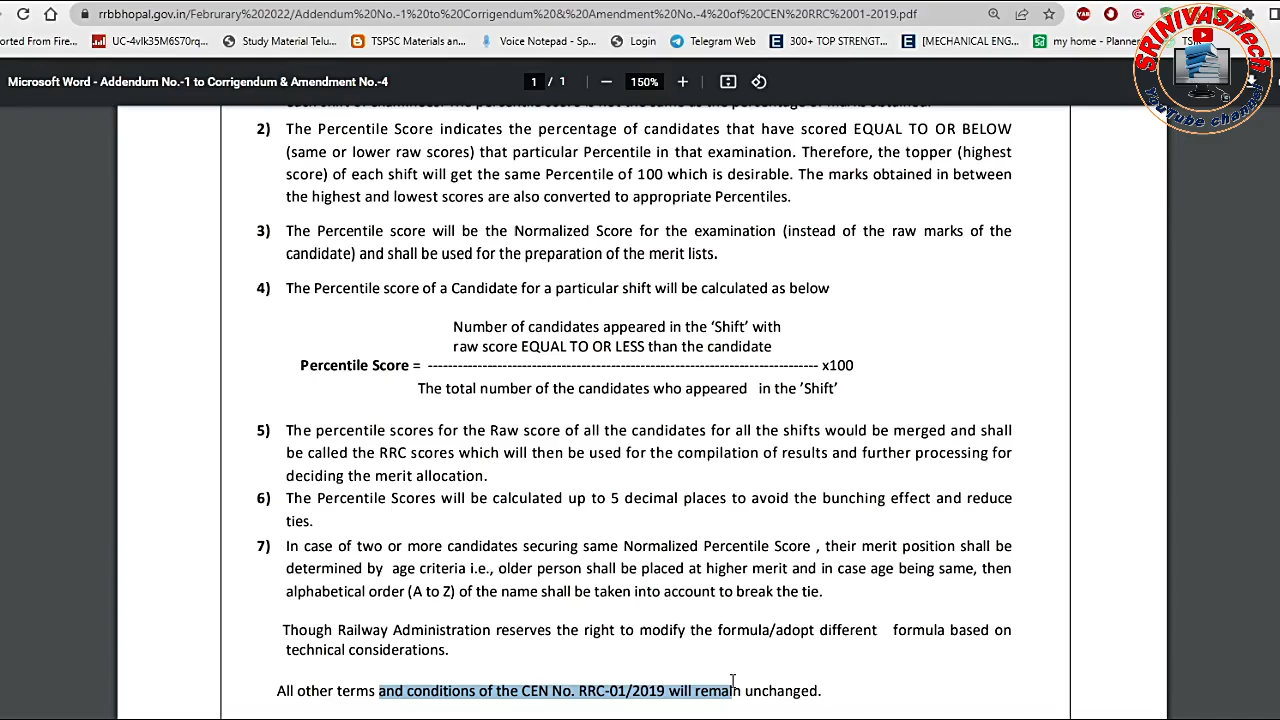 rrbbhopal.gov.in/Februrary%202022/Addendum%20No.-1%20to%20Corrigendum%20&%20Amendment%20No.-4%20of%20CEN%20RRC%2001-2019.pdf
orted From Fire... UC-4vlk35M6S70rq... Study Material Telu... TSPSC Materials an... Voice Notepad - Sp... Login Telegram Web 30 TOP STRENGT... [MECHANICAL ENG... my home - Planner
SRINIVASMech
YouTube channel
Microsoft Word - Addendum No.-1 to Corrigendum & Amendment No.-4 1 / 1 150%
2) The Percentile Score indicates the percentage of candidates that have scored EQUAL TO OR BELOW
(same or lower raw scores) that particular Percentile in that examination. Therefore, the topper (highest
score) of each shift will get the same Percentile of 100 which is desirable. The marks obtained in between
the highest and lowest scores are also converted to appropriate Percentiles.
3) The Percentile score will be the Normalized Score for the examination (instead of the raw marks of the
candidate) and shall be used for the preparation of the merit lists.
4) The Percentile score of a Candidate for a particular shift will be calculated as below
Number of candidates appeared in the ‘Shift’ with
raw score EQUAL TO OR LESS than the candidate
Percentile Score = ------------------------------------------------------------------------------ x100
The total number of the candidates who appeared in the ’Shift’
5) The percentile scores for the Raw score of all the candidates for all the shifts would be merged and shall
be called the RRC scores which will then be used for the compilation of results and further processing for
deciding the merit allocation.
6) The Percentile Scores will be calculated up to 5 decimal places to avoid the bunching effect and reduce
ties.
7) In case of two or more candidates securing same Normalized Percentile Score , their merit position shall be
determined by age criteria i.e., older person shall be placed at higher merit and in case age being same, then
alphabetical order (A to Z) of the name shall be taken into account to break the tie.
Though Railway Administration reserves the right to modify the formula/adopt different formula based on
technical considerations.
All other terms and conditions of the CEN No. RRC-01/2019 will remain unchanged.